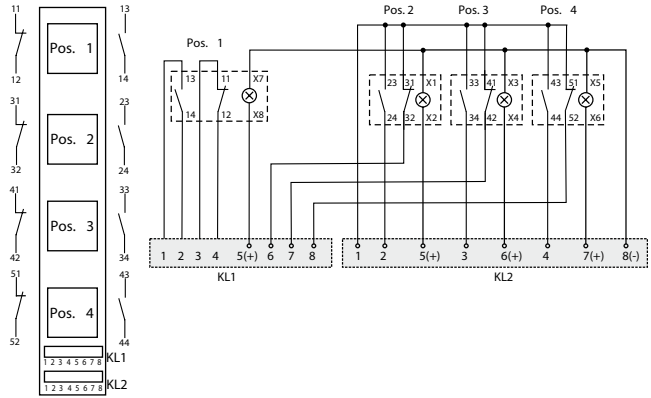 11 13
Pos. 1
12 14
31 23
Pos. 2
32 24
41 33
Pos. 3
42 34
51 43
Pos. 4
52 44
1 2 3 4 5 6 7 8 KL1
1 2 3 4 5 6 7 8 KL2
Pos. 2 Pos. 3 Pos. 4
Pos. 1
13 11 X7
14 12 X8
23 31 X1 33 41 X3 43 51 X5
24 32 X2 34 42 X4 44 52 X6
1 2 3 4 5(+) 6 7 8
KL1
1 2 5(+) 3 6(+) 4 7(+) 8(-)
KL2